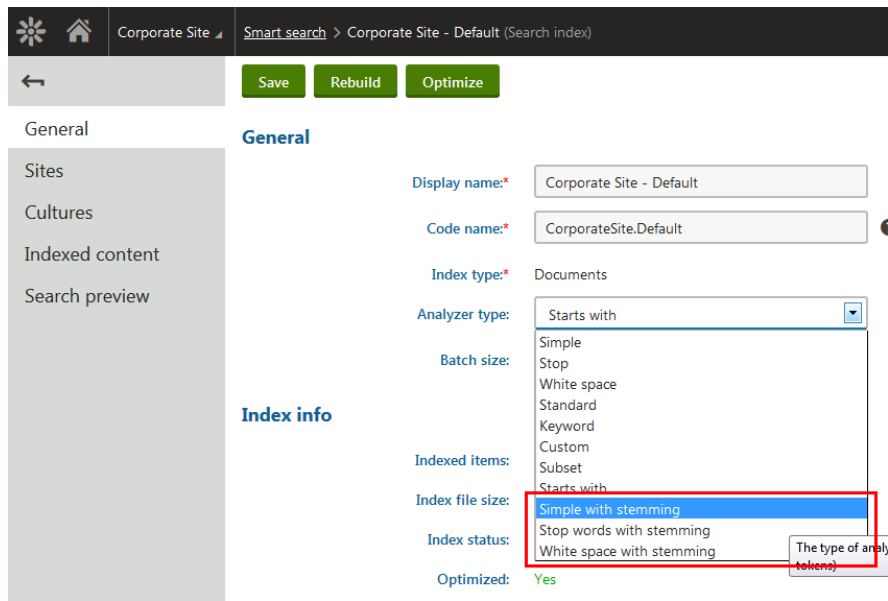 Corporate Site Smart search > Corporate Site - Default (Search index)
Save Rebuild Optimize
General
Sites
Cultures
Indexed content
Search preview
General
Display name:* Corporate Site - Default
Code name:* CorporateSite.Default
Index type:* Documents
Analyzer type: Starts with
Simple
Stop
White space
Standard
Keyword
Custom
Subset
Starts with
Simple with stemming
Stop words with stemming
White space with stemming
Batch size:
Index info
Indexed items:
Index file size:
Index status:
The type of analy
tokens)
Optimized: Yes